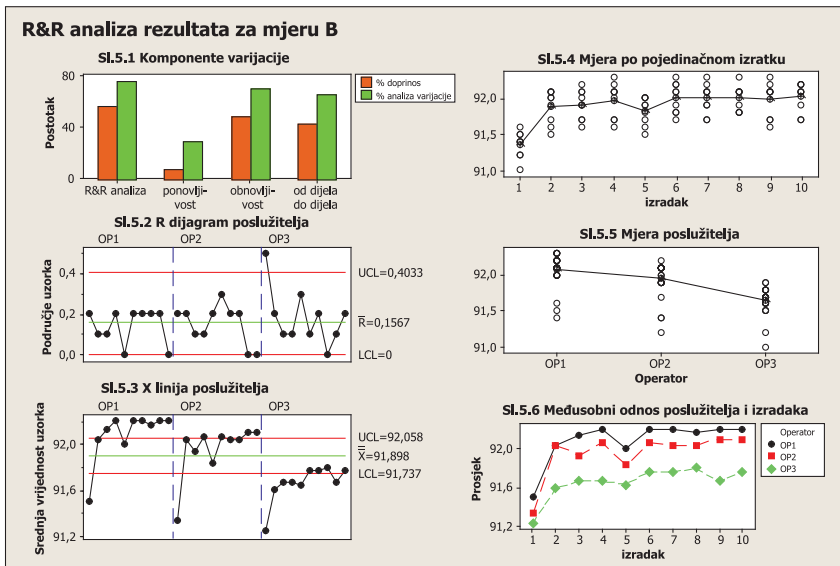 R&R analiza rezultata za mjeru B
Sl.5.1 Komponente varijacije
Postotak
80
40
0
R&R analiza
ponovlji-
vost
obnovlji-
vost
od dijela
do dijela
% doprinos
% analiza varijacije
Sl.5.2 R dijagram poslužitelja
OP1 OP2 OP3
Područje uzorka
0,4
0,2
0,0
UCL=0,4033
R̅=0,1567
LCL=0
Sl.5.3 X linija poslužitelja
OP1 OP2 OP3
Srednja vrijednost uzorka
92,0
91,6
91,2
UCL=92,058
X̿=91,898
LCL=91,737
Sl.5.4 Mjera po pojedinačnom izratku
92,0
91,5
91,0
1 2 3 4 5 6 7 8 9 10
izradak
Sl.5.5 Mjera poslužitelja
92,0
91,5
91,0
OP1 OP2 OP3
Operator
Sl.5.6 Međusobni odnos poslužitelja i izradaka
Prosjek
92,0
91,6
91,2
1 2 3 4 5 6 7 8 9 10
izradak
Operator
OP1
OP2
OP3